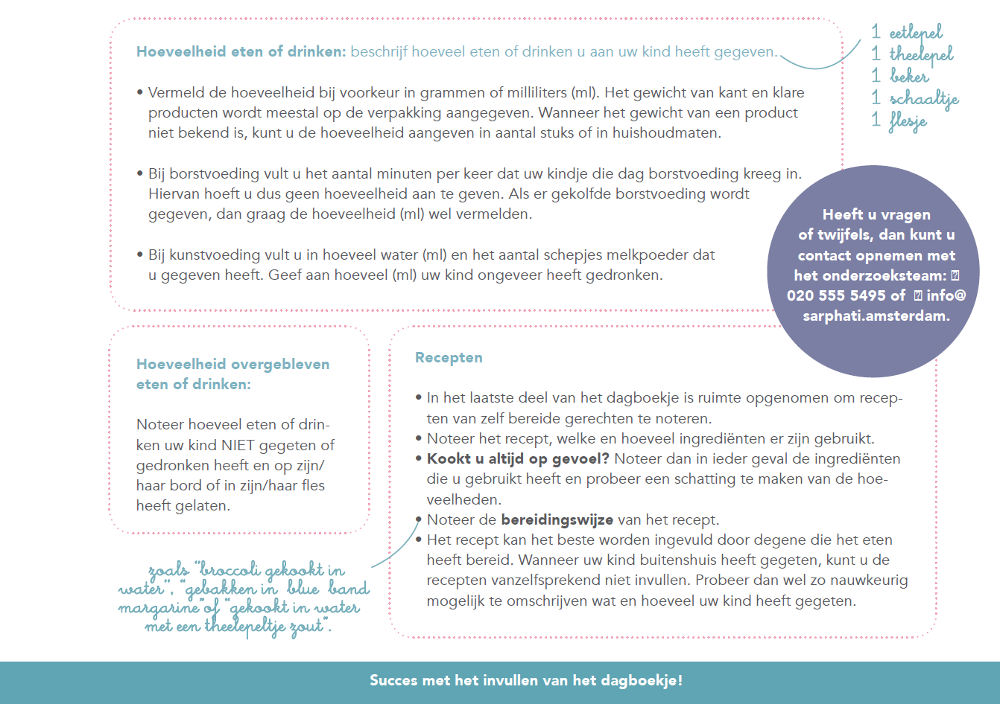 Hoeveelheid eten of drinken: beschrijf hoeveel eten of drinken u aan uw kind heeft gegeven.
1 eetlepel
1 theelepel
1 beker
1 schaaltje
1 flesje
• Vermeld de hoeveelheid bij voorkeur in grammen of milliliters (ml). Het gewicht van kant en klare
producten wordt meestal op de verpakking aangegeven. Wanneer het gewicht van een product
niet bekend is, kunt u de hoeveelheid aangeven in aantal stuks of in huishoudmaten.
• Bij borstvoeding vult u het aantal minuten per keer dat uw kindje die dag borstvoeding kreeg in.
Hiervan hoeft u dus geen hoeveelheid aan te geven. Als er gekolfde borstvoeding wordt
gegeven, dan graag de hoeveelheid (ml) wel vermelden.
• Bij kunstvoeding vult u in hoeveel water (ml) en het aantal schepjes melkpoeder dat
u gegeven heeft. Geef aan hoeveel (ml) uw kind ongeveer heeft gedronken.
Heeft u vragen
of twijfels, dan kunt u
contact opnemen met
het onderzoeksteam:
020 555 5495 of info@
sarphati.amsterdam.
Hoeveelheid overgebleven
eten of drinken:
Noteer hoeveel eten of drin-
ken uw kind NIET gegeten of
gedronken heeft en op zijn/
haar bord of in zijn/haar fles
heeft gelaten.
Recepten
• In het laatste deel van het dagboekje is ruimte opgenomen om recep-
ten van zelf bereide gerechten te noteren.
• Noteer het recept, welke en hoeveel ingrediënten er zijn gebruikt.
• Kookt u altijd op gevoel? Noteer dan in ieder geval de ingrediënten
die u gebruikt heeft en probeer een schatting te maken van de hoe-
veelheden.
• Noteer de bereidingswijze van het recept.
• Het recept kan het beste worden ingevuld door degene die het eten
heeft bereid. Wanneer uw kind buitenshuis heeft gegeten, kunt u de
recepten vanzelfsprekend niet invullen. Probeer dan wel zo nauwkeurig
mogelijk te omschrijven wat en hoeveel uw kind heeft gegeten.
zoals “broccoli gekookt in
water”, “gebakken in blue band
margarine”of “gekookt in water
met een theelepeltje zout”.
Succes met het invullen van het dagboekje!